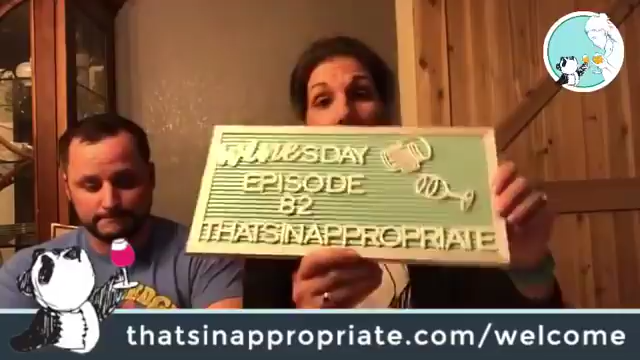 WINESDAY
EPISODE
82
THATSINAPPROPRIATE
thatsinappropriate.com/welcome